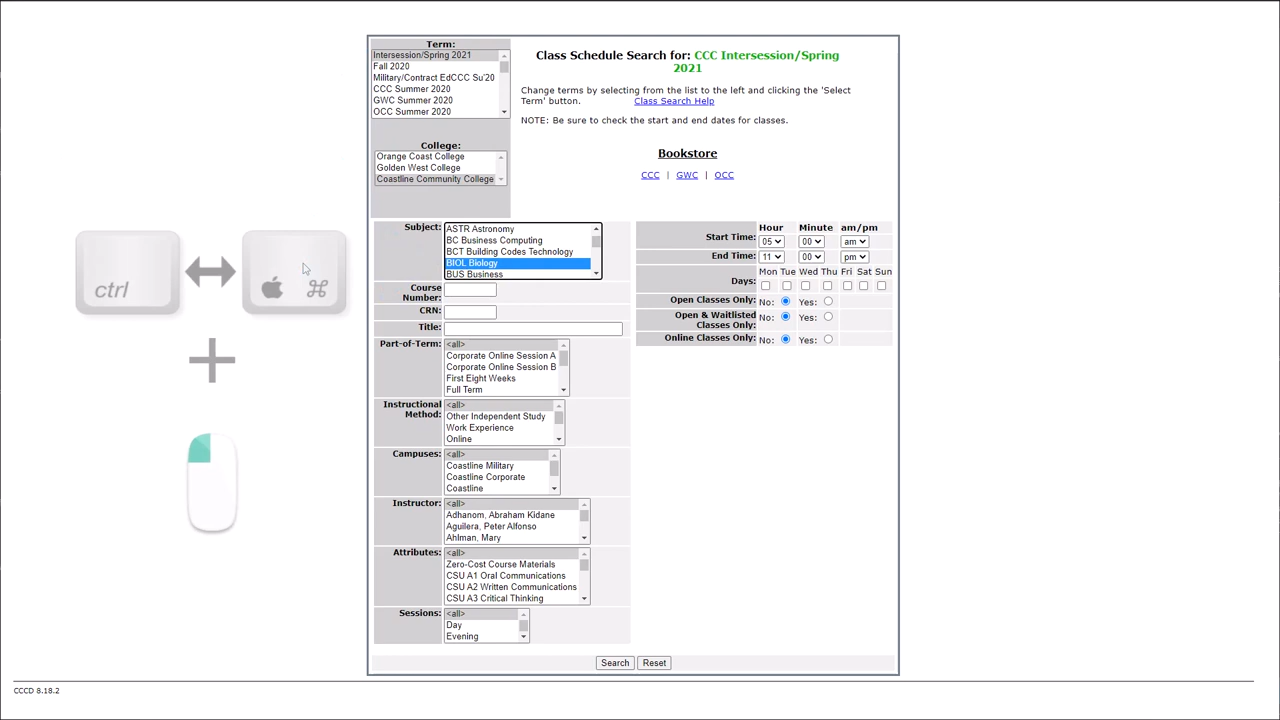 Term:
Intersession/Spring 2021
Fall 2020
Military/Contract EdCCC Su'20
CCC Summer 2020
GWC Summer 2020
OCC Summer 2020
College:
Orange Coast College
Golden West College
Coastline Community College
Class Schedule Search for: CCC Intersession/Spring
2021
Change terms by selecting from the list to the left and clicking the 'Select
Term' button. Class Search Help
NOTE: Be sure to check the start and end dates for classes.
Bookstore
CCC | GWC | OCC
Subject:
ASTR Astronomy
BC Business Computing
BCT Building Codes Technology
BIOL Biology
BUS Business
Course
Number:
CRN:
Title:
Part-of-Term:
<all>
Corporate Online Session A
Corporate Online Session B
First Eight Weeks
Full Term
Instructional
Method:
<all>
Other Independent Study
Work Experience
Online
Campuses:
<all>
Coastline Military
Coastline Corporate
Coastline
Instructor:
<all>
Adhanom, Abraham Kidane
Aguilera, Peter Alfonso
Ahlman, Mary
Attributes:
<all>
Zero-Cost Course Materials
CSU A1 Oral Communications
CSU A2 Written Communications
CSU A3 Critical Thinking
Sessions:
<all>
Day
Evening
Hour Minute am/pm
Start Time: 05 00 am
End Time: 11 00 pm
Mon Tue Wed Thu Fri Sat Sun
Days:
Open Classes Only: No: Yes:
Open & Waitlisted
Classes Only: No: Yes:
Online Classes Only: No: Yes:
Search Reset
ctrl
⌘
+
CCCD 8.18.2